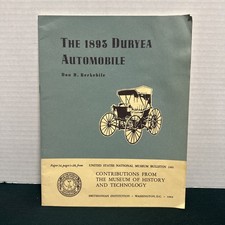 THE 1893 DURYEA
AUTOMOBILE
Don H. Berkebile
UNITED STATES NATIONAL MUSEUM BULLETIN
CONTRIBUTIONS FROM
THE MUSEUM OF HISTORY
AND TECHNOLOGY
SMITHSONIAN INSTITUTION · WASHINGTON, D.C.